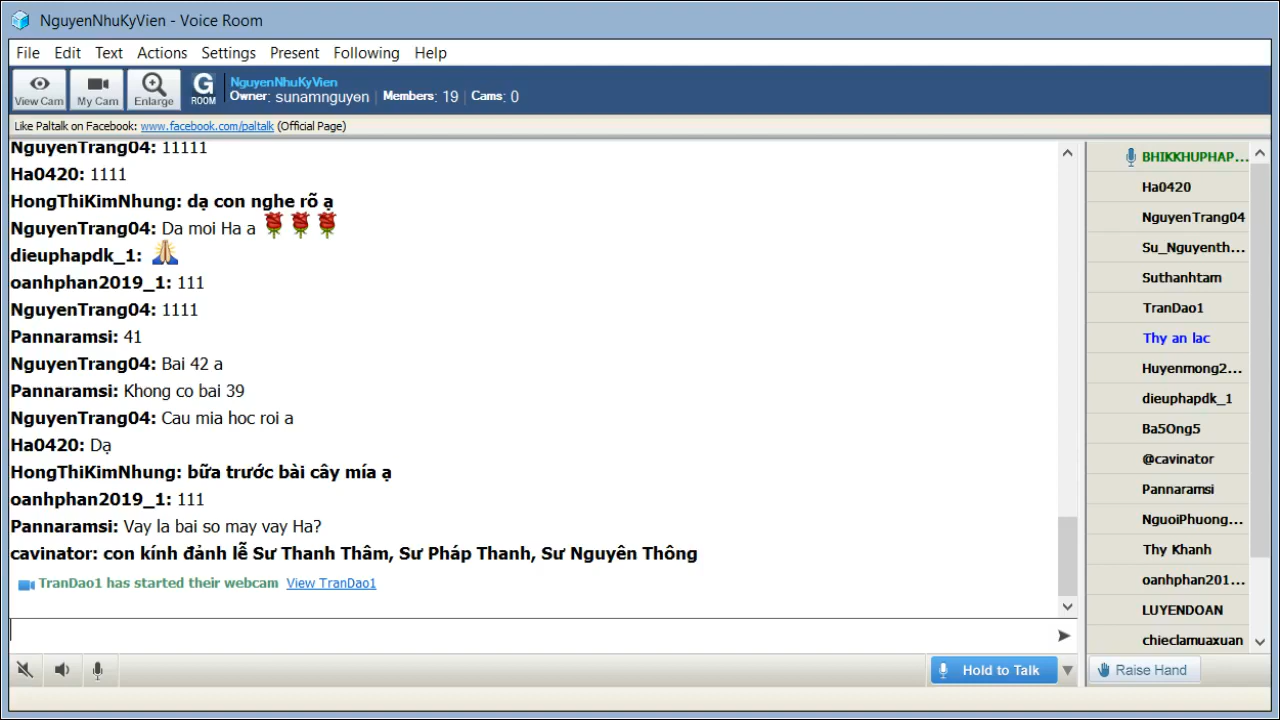 NguyenNhuKyVien - Voice Room
File Edit Text Actions Settings Present Following Help
View Cam My Cam Enlarge G ROOM
NguyenNhuKyVien
Owner: sunamnguyen | Members: 19 | Cams: 0
Like Paltalk on Facebook: www.facebook.com/paltalk (Official Page)
NguyenTrang04: 11111
Ha0420: 1111
HongThiKimNhung: dạ con nghe rõ ạ
NguyenTrang04: Da moi Ha a
dieuphapdk_1:
oanhphan2019_1: 111
NguyenTrang04: 1111
Pannaramsi: 41
NguyenTrang04: Bai 42 a
Pannaramsi: Khong co bai 39
NguyenTrang04: Cau mia hoc roi a
Ha0420: Dạ
HongThiKimNhung: bữa trước bài cây mía ạ
oanhphan2019_1: 111
Pannaramsi: Vay la bai so may vay Ha?
cavinator: con kính đảnh lễ Sư Thanh Thâm, Sư Pháp Thanh, Sư Nguyên Thông
TranDao1 has started their webcam View TranDao1
BHIKKHUPHAP...
Ha0420
NguyenTrang04
Su_Nguyenth...
Suthanhtam
TranDao1
Thy an lac
Huyenmong2...
dieuphapdk_1
Ba5Ong5
@cavinator
Pannaramsi
NguoiPhuong...
Thy Khanh
oanhphan201...
LUYENDOAN
chieclamuaxuan
Hold to Talk
Raise Hand